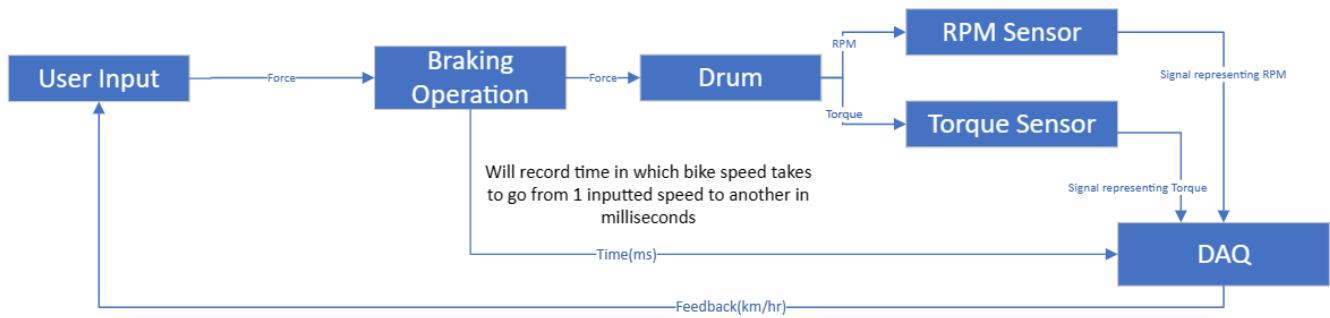 User Input
Force
Braking
Operation
Force
Drum
RPM
Torque
RPM Sensor
Torque Sensor
Signal representing RPM
Signal representing Torque
Will record time in which bike speed takes
to go from 1 inputted speed to another in
milliseconds
Time(ms)
DAQ
Feedback(km/hr)